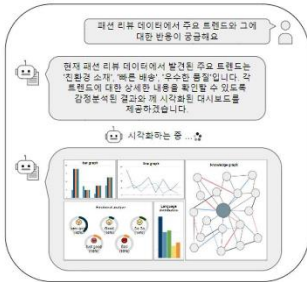 패션 리뷰 데이터에서 주요 트렌드와 그에
대한 반응이 궁금해요
현재 패션 리뷰 데이터에서 발견된 주요 트렌드는
'친환경 소재', '빠른 배송', '우수한 품질'입니다. 각
트렌드에 대한 상세한 내용을 확인할 수 있도록
감정분석된 결과와 께 시각화된 대시보드를
제공하겠습니다.
시각화하는 중 ...
bar graph
line graph
Knowledge graph